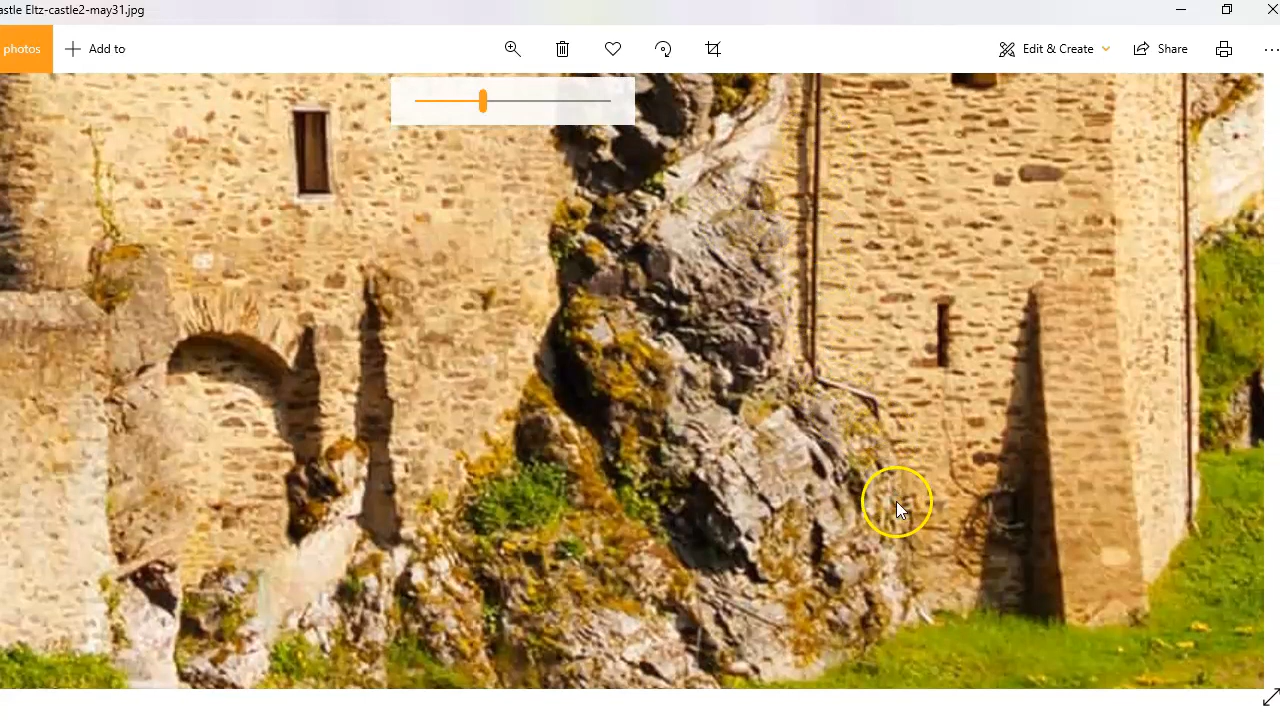 astle Eltz-castle2-may31.jpg
photos
Add to
Edit & Create
Share